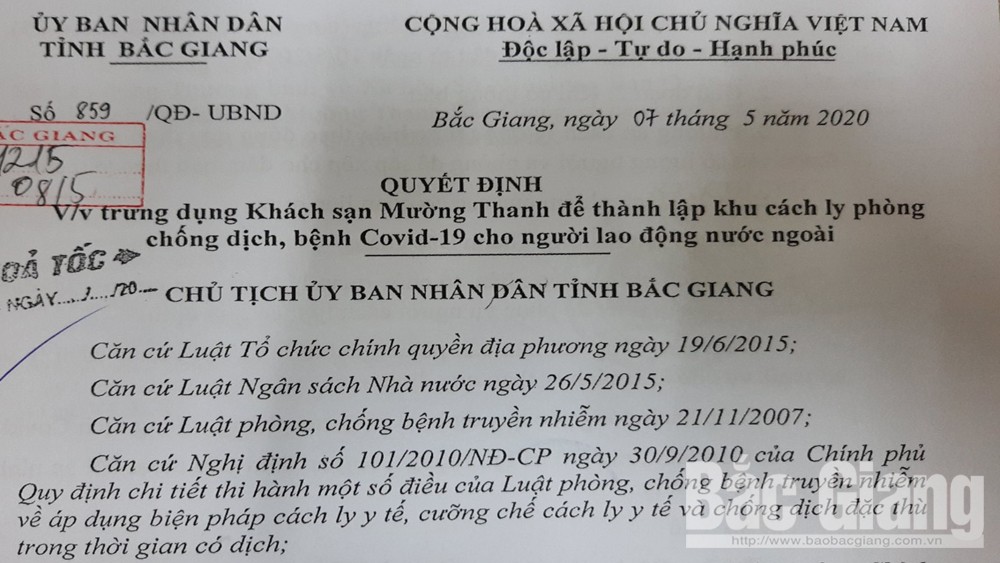 ỦY BAN NHÂN DÂN
TỈNH BẮC GIANG
CỘNG HOÀ XÃ HỘI CHỦ NGHĨA VIỆT NAM
Độc lập - Tự do - Hạnh phúc
Số 859 /QĐ- UBND
Bắc Giang, ngày 07 tháng 5 năm 2020
ẮC GIANG
1215
08/5
QUYẾT ĐỊNH
V/v trưng dụng Khách sạn Mường Thanh để thành lập khu cách ly phòng
chống dịch, bệnh Covid-19 cho người lao động nước ngoài
OẢ TỐC
NGÀY..../..../20....
CHỦ TỊCH ỦY BAN NHÂN DÂN TỈNH BẮC GIANG
Căn cứ Luật Tổ chức chính quyền địa phương ngày 19/6/2015;
Căn cứ Luật Ngân sách Nhà nước ngày 26/5/2015;
Căn cứ Luật phòng, chống bệnh truyền nhiễm ngày 21/11/2007;
Căn cứ Nghị định số 101/2010/NĐ-CP ngày 30/9/2010 của Chính phủ
Quy định chi tiết thi hành một số điều của Luật phòng, chống bệnh truyền nhiễm
về áp dụng biện pháp cách ly y tế, cưỡng chế cách ly y tế và chống dịch đặc thù
trong thời gian có dịch;
Bắc Giang
http://www.baobacgiang.com.vn